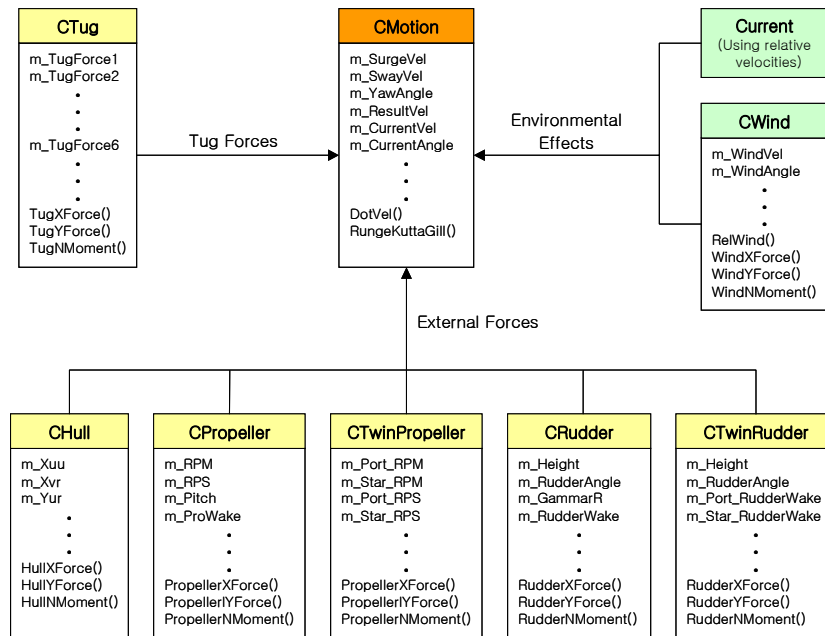 CTug
m_TugForce1
m_TugForce2
m_TugForce6
TugXForce()
TugYForce()
TugNMoment()
Tug Forces
CMotion
m_SurgeVel
m_SwayVel
m_YawAngle
m_ResultVel
m_CurrentVel
m_CurrentAngle
DotVel()
RungeKuttaGill()
Environmental
Effects
Current
(Using relative
velocities)
CWind
m_WindVel
m_WindAngle
RelWind()
WindXForce()
WindYForce()
WindNMoment()
External Forces
CHull
m_Xuu
m_Xvr
m_Yur
HullXForce()
HullYForce()
HullNMoment()
CPropeller
m_RPM
m_RPS
m_Pitch
m_ProWake
PropellerXForce()
PropellerlYForce()
PropellerNMoment()
CTwinPropeller
m_Port_RPM
m_Star_RPM
m_Port_RPS
m_Star_RPS
PropellerXForce()
PropellerlYForce()
PropellerNMoment()
CRudder
m_Height
m_RudderAngle
m_GammarR
m_RudderWake
RudderXForce()
RudderYForce()
RudderNMoment()
CTwinRudder
m_Height
m_RudderAngle
m_Port_RudderWake
m_Star_RudderWake
RudderXForce()
RudderYForce()
RudderNMoment()